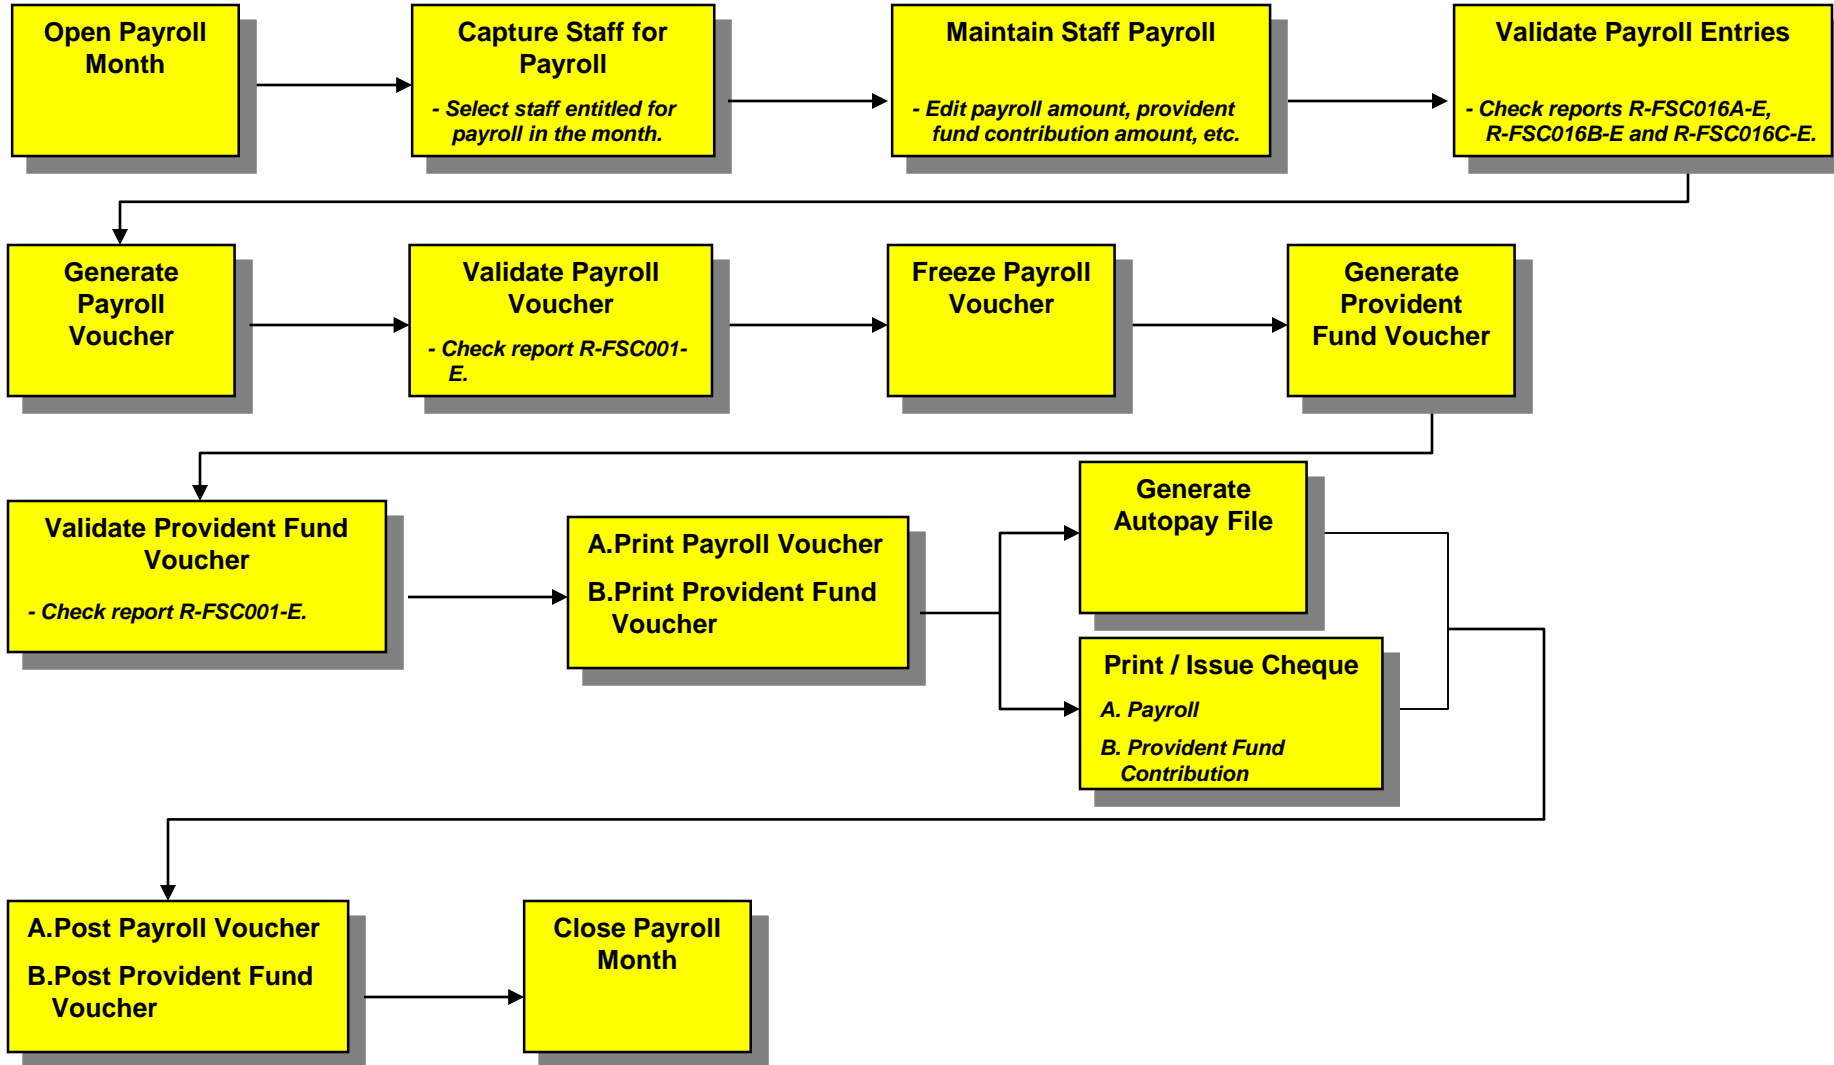 Open Payroll
Month
Capture Staff for
Payroll
- Select staff entitled for
payroll in the month.
Maintain Staff Payroll
- Edit payroll amount, provident
fund contribution amount, etc.
Validate Payroll Entries
- Check reports R-FSC016A-E,
R-FSC016B-E and R-FSC016C-E.
Generate
Payroll
Voucher
Validate Payroll
Voucher
- Check report R-FSC001-
E.
Freeze Payroll
Voucher
Generate
Provident
Fund Voucher
Validate Provident Fund
Voucher
- Check report R-FSC001-E.
A.Print Payroll Voucher
B.Print Provident Fund
Voucher
Generate
Autopay File
Print / Issue Cheque
A. Payroll
B. Provident Fund
Contribution
A.Post Payroll Voucher
B.Post Provident Fund
Voucher
Close Payroll
Month